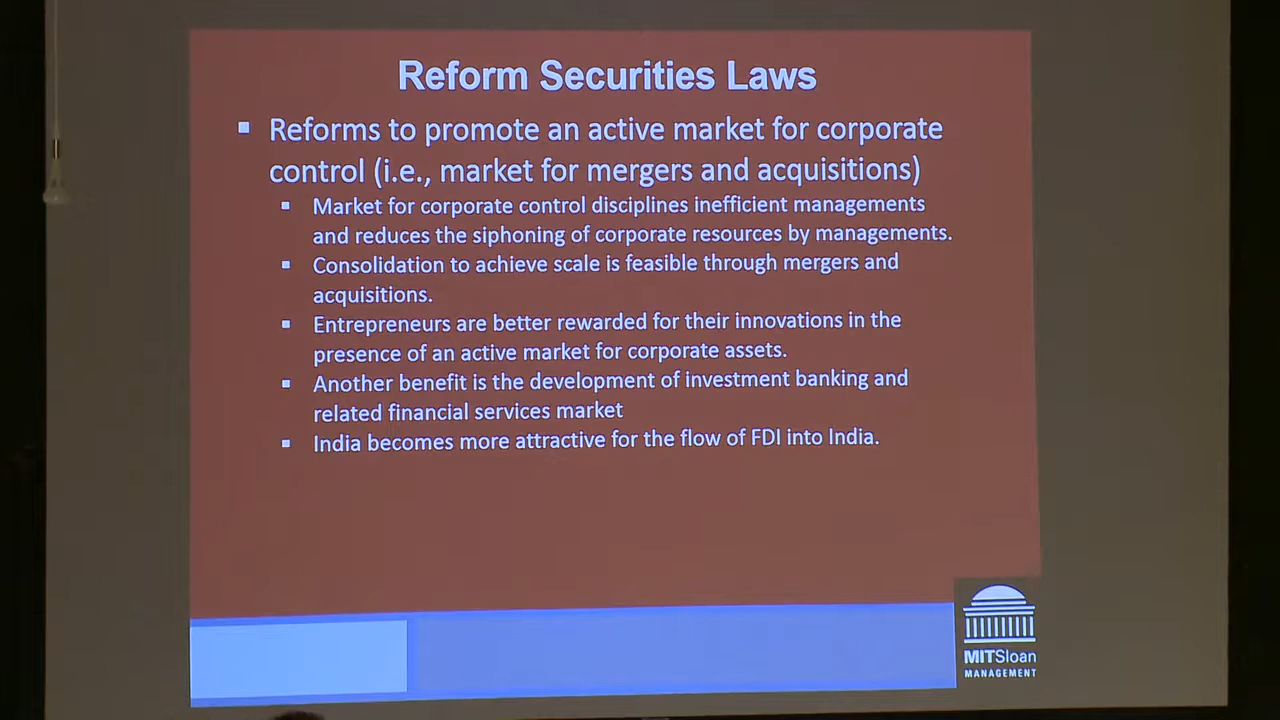 Reform Securities Laws
▪ Reforms to promote an active market for corporate
control (i.e., market for mergers and acquisitions)
▪ Market for corporate control disciplines inefficient managements
and reduces the siphoning of corporate resources by managements.
▪ Consolidation to achieve scale is feasible through mergers and
acquisitions.
▪ Entrepreneurs are better rewarded for their innovations in the
presence of an active market for corporate assets.
▪ Another benefit is the development of investment banking and
related financial services market
▪ India becomes more attractive for the flow of FDI into India.
MITSloan
MANAGEMENT